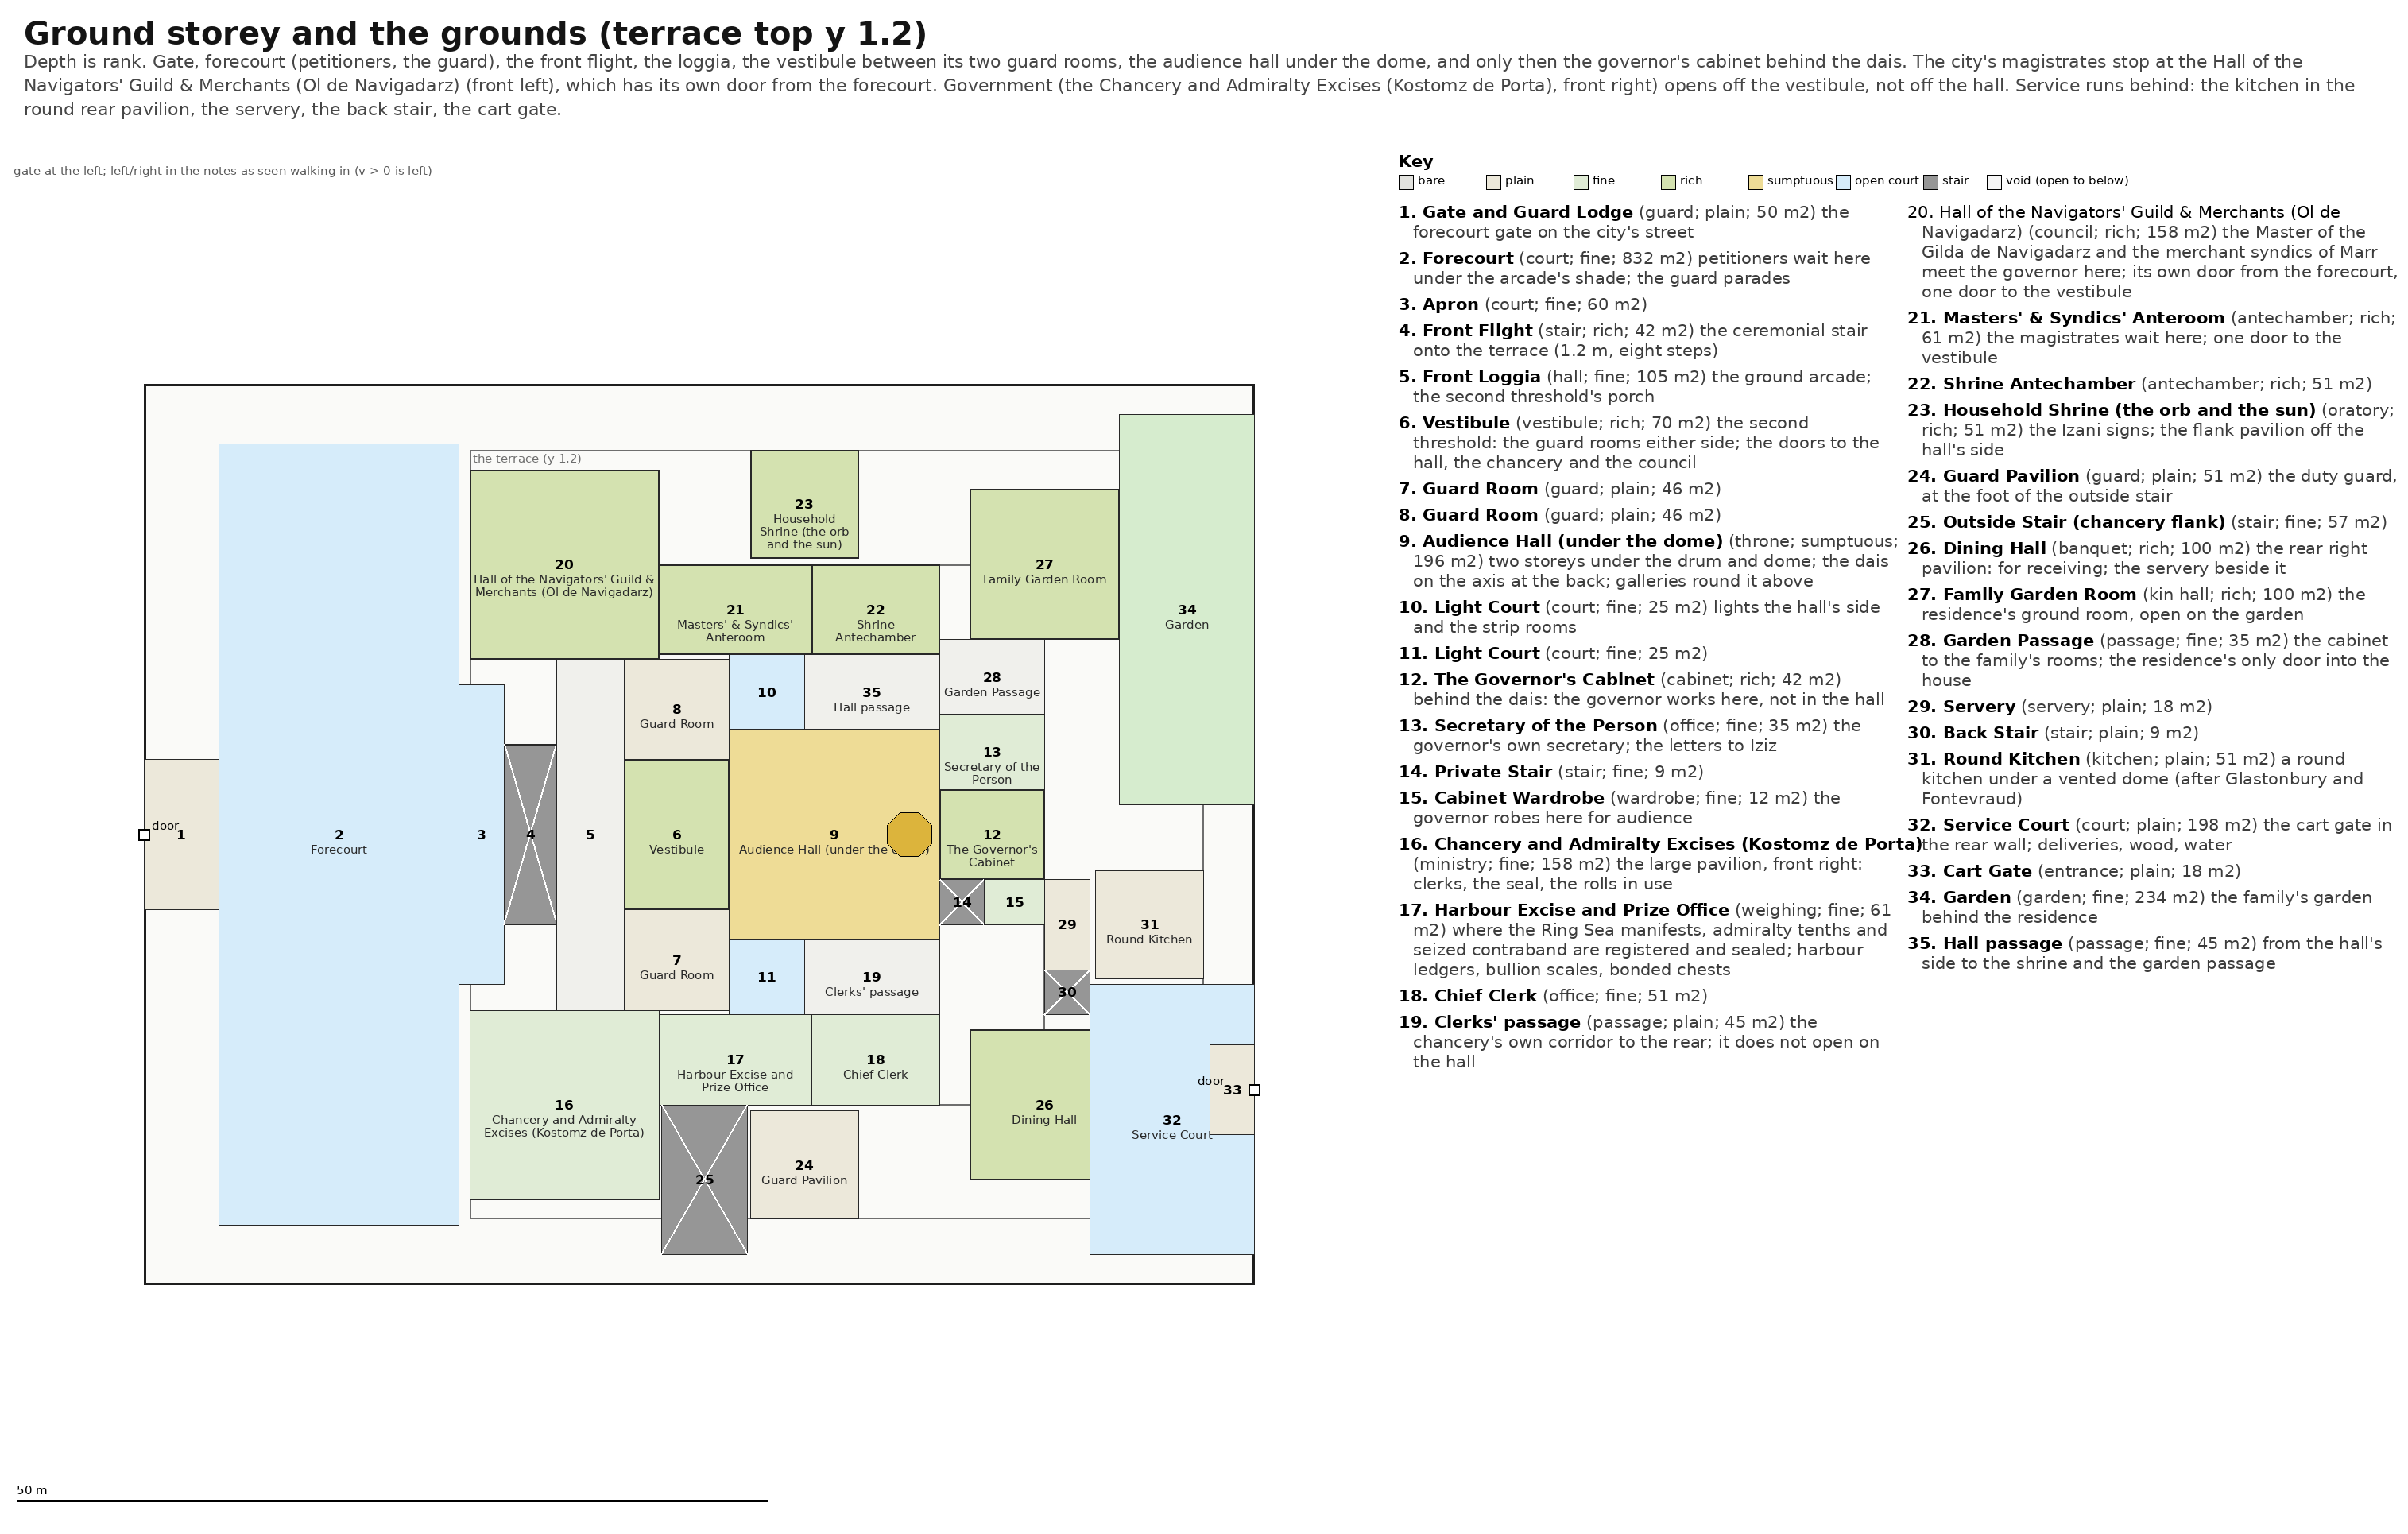 Ground storey and the grounds (terrace top y 1.2)
Depth is rank. Gate, forecourt (petitioners, the guard), the front flight, the loggia, the vestibule between its two guard rooms, the audience hall under the dome, and only then the governor's cabinet behind the dais. The city's magistrates stop at the Hall of the
Navigators' Guild & Merchants (Ol de Navigadarz) (front left), which has its own door from the forecourt. Government (the Chancery and Admiralty Excises (Kostomz de Porta), front right) opens off the vestibule, not off the hall. Service runs behind: the kitchen in the
round rear pavilion, the servery, the back stair, the cart gate.
gate at the left; left/right in the notes as seen walking in (v > 0 is left)
the terrace (y 1.2)
23
Household
Shrine (the orb
and the sun)
20
Hall of the Navigators' Guild &
Merchants (Ol de Navigadarz)
27
Family Garden Room
21
Masters' & Syndics'
Anteroom
22
Shrine
Antechamber
34
Garden
10
35
Hall passage
28
Garden Passage
8
Guard Room
13
Secretary of the
Person
door
1
2
Forecourt
3
4
5
6
Vestibule
9
Audience Hall (under the
12
The Governor's
Cabinet
14
15
29
31
Round Kitchen
7
Guard Room
11
19
Clerks' passage
30
17
Harbour Excise and
Prize Office
18
Chief Clerk
door
33
16
Chancery and Admiralty
Excises (Kostomz de Porta)
26
Dining Hall
32
Service Court
25
24
Guard Pavilion
50 m
Key
bare
plain
fine
rich
sumptuous
open court
stair
void (open to below)
1. Gate and Guard Lodge (guard; plain; 50 m2) the
forecourt gate on the city's street
2. Forecourt (court; fine; 832 m2) petitioners wait here
under the arcade's shade; the guard parades
3. Apron (court; fine; 60 m2)
4. Front Flight (stair; rich; 42 m2) the ceremonial stair
onto the terrace (1.2 m, eight steps)
5. Front Loggia (hall; fine; 105 m2) the ground arcade;
the second threshold's porch
6. Vestibule (vestibule; rich; 70 m2) the second
threshold: the guard rooms either side; the doors to the
hall, the chancery and the council
7. Guard Room (guard; plain; 46 m2)
8. Guard Room (guard; plain; 46 m2)
9. Audience Hall (under the dome) (throne; sumptuous;
196 m2) two storeys under the drum and dome; the dais
on the axis at the back; galleries round it above
10. Light Court (court; fine; 25 m2) lights the hall's side
and the strip rooms
11. Light Court (court; fine; 25 m2)
12. The Governor's Cabinet (cabinet; rich; 42 m2)
behind the dais: the governor works here, not in the hall
13. Secretary of the Person (office; fine; 35 m2) the
governor's own secretary; the letters to Iziz
14. Private Stair (stair; fine; 9 m2)
15. Cabinet Wardrobe (wardrobe; fine; 12 m2) the
governor robes here for audience
16. Chancery and Admiralty Excises (Kostomz de Porta)
(ministry; fine; 158 m2) the large pavilion, front right:
clerks, the seal, the rolls in use
17. Harbour Excise and Prize Office (weighing; fine; 61
m2) where the Ring Sea manifests, admiralty tenths and
seized contraband are registered and sealed; harbour
ledgers, bullion scales, bonded chests
18. Chief Clerk (office; fine; 51 m2)
19. Clerks' passage (passage; plain; 45 m2) the
chancery's own corridor to the rear; it does not open on
the hall
20. Hall of the Navigators' Guild & Merchants (Ol de
Navigadarz) (council; rich; 158 m2) the Master of the
Gilda de Navigadarz and the merchant syndics of Marr
meet the governor here; its own door from the forecourt,
one door to the vestibule
21. Masters' & Syndics' Anteroom (antechamber; rich;
61 m2) the magistrates wait here; one door to the
vestibule
22. Shrine Antechamber (antechamber; rich; 51 m2)
23. Household Shrine (the orb and the sun) (oratory;
rich; 51 m2) the Izani signs; the flank pavilion off the
hall's side
24. Guard Pavilion (guard; plain; 51 m2) the duty guard,
at the foot of the outside stair
25. Outside Stair (chancery flank) (stair; fine; 57 m2)
26. Dining Hall (banquet; rich; 100 m2) the rear right
pavilion: for receiving; the servery beside it
27. Family Garden Room (kin hall; rich; 100 m2) the
residence's ground room, open on the garden
28. Garden Passage (passage; fine; 35 m2) the cabinet
to the family's rooms; the residence's only door into the
house
29. Servery (servery; plain; 18 m2)
30. Back Stair (stair; plain; 9 m2)
31. Round Kitchen (kitchen; plain; 51 m2) a round
kitchen under a vented dome (after Glastonbury and
Fontevraud)
32. Service Court (court; plain; 198 m2) the cart gate in
the rear wall; deliveries, wood, water
33. Cart Gate (entrance; plain; 18 m2)
34. Garden (garden; fine; 234 m2) the family's garden
behind the residence
35. Hall passage (passage; fine; 45 m2) from the hall's
side to the shrine and the garden passage